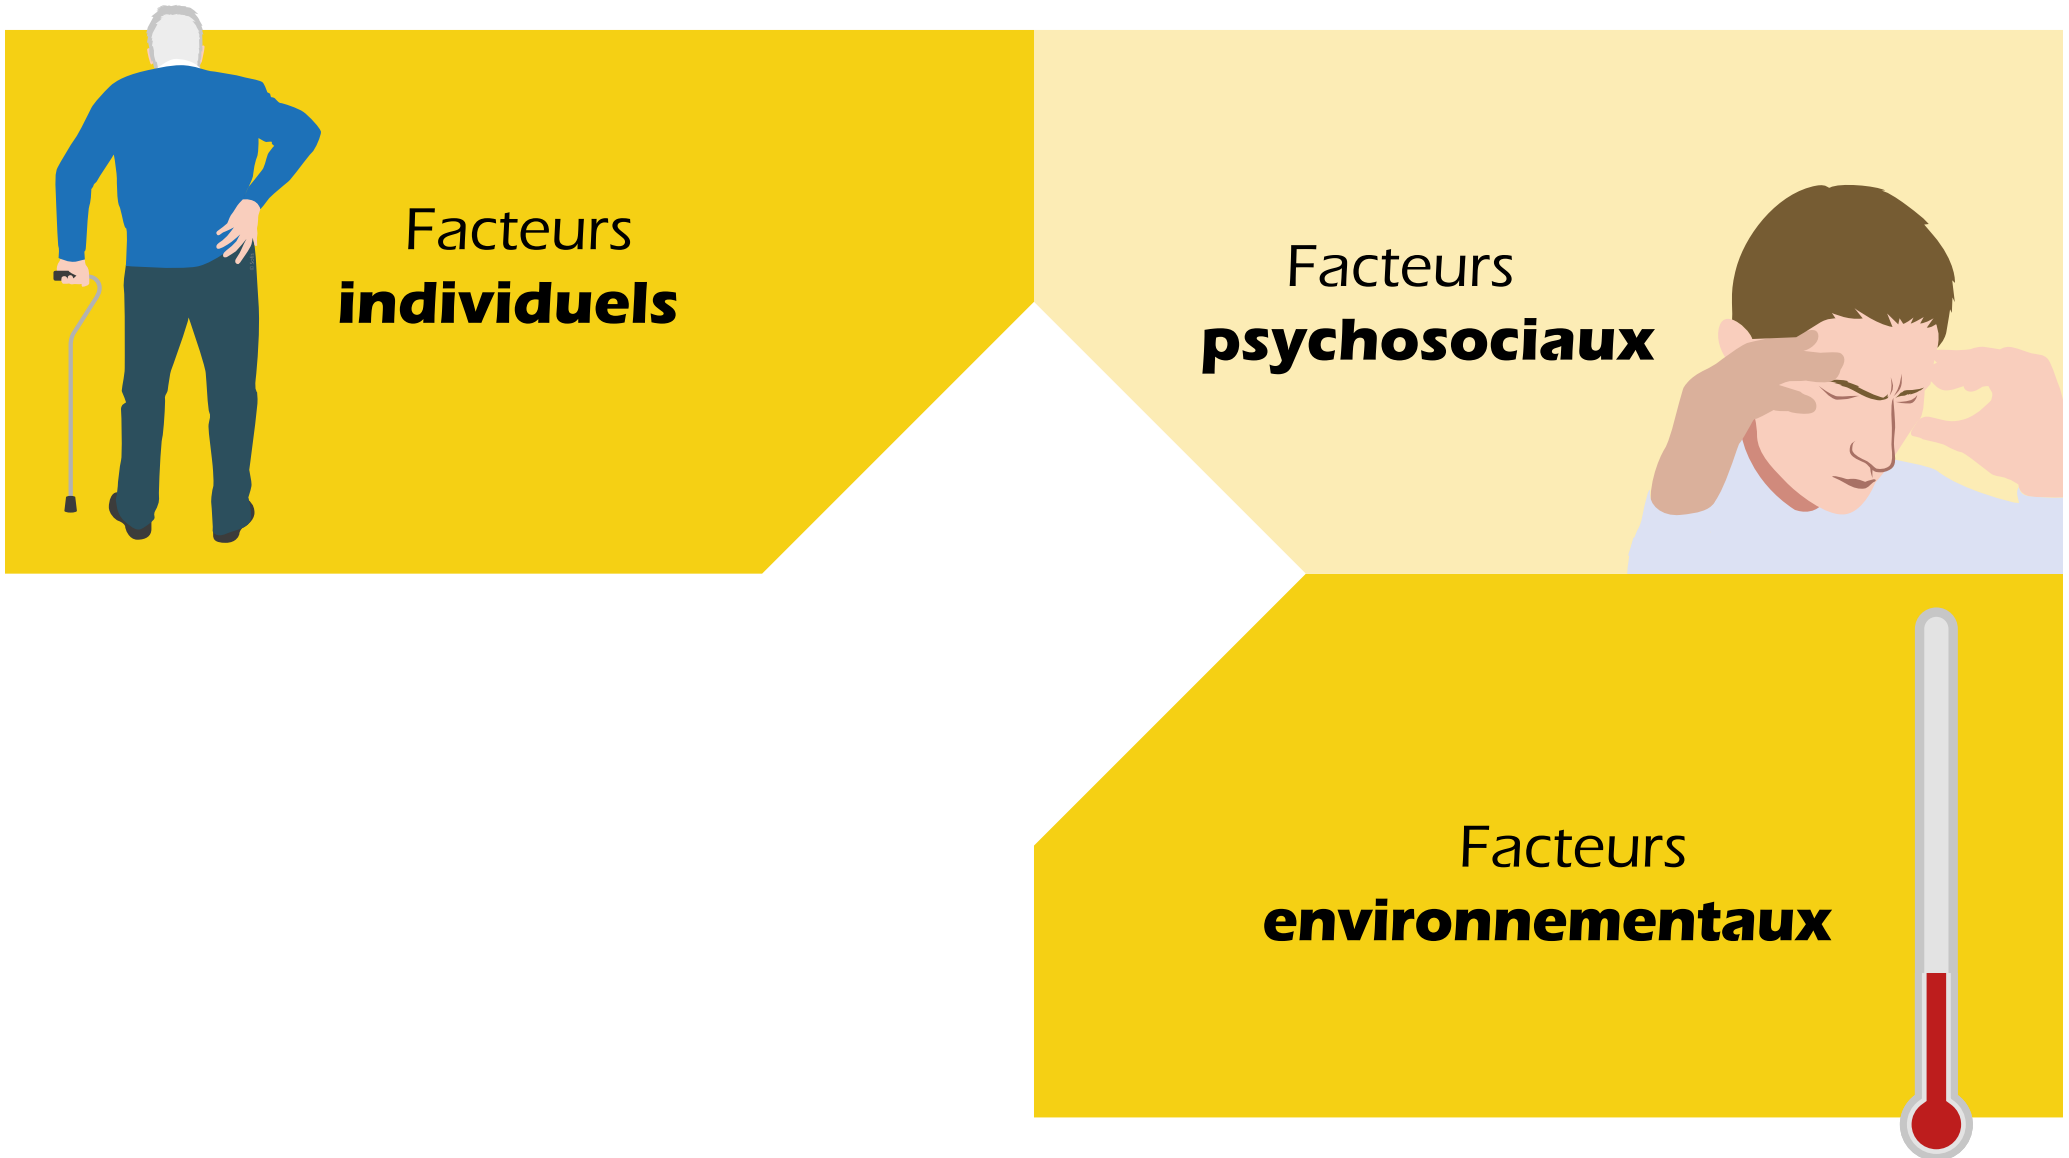 Facteurs
individuels
Facteurs
psychosociaux
Facteurs
environnementaux